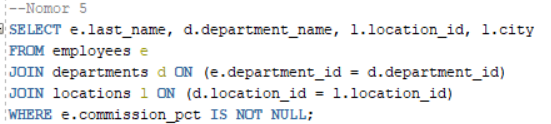 --Nomor 5
SELECT e.last_name, d.department_name, l.location_id, l.city
FROM employees e
JOIN departments d ON (e.department_id = d.department_id)
JOIN locations l ON (d.location_id = l.location_id)
WHERE e.commission_pct IS NOT NULL;